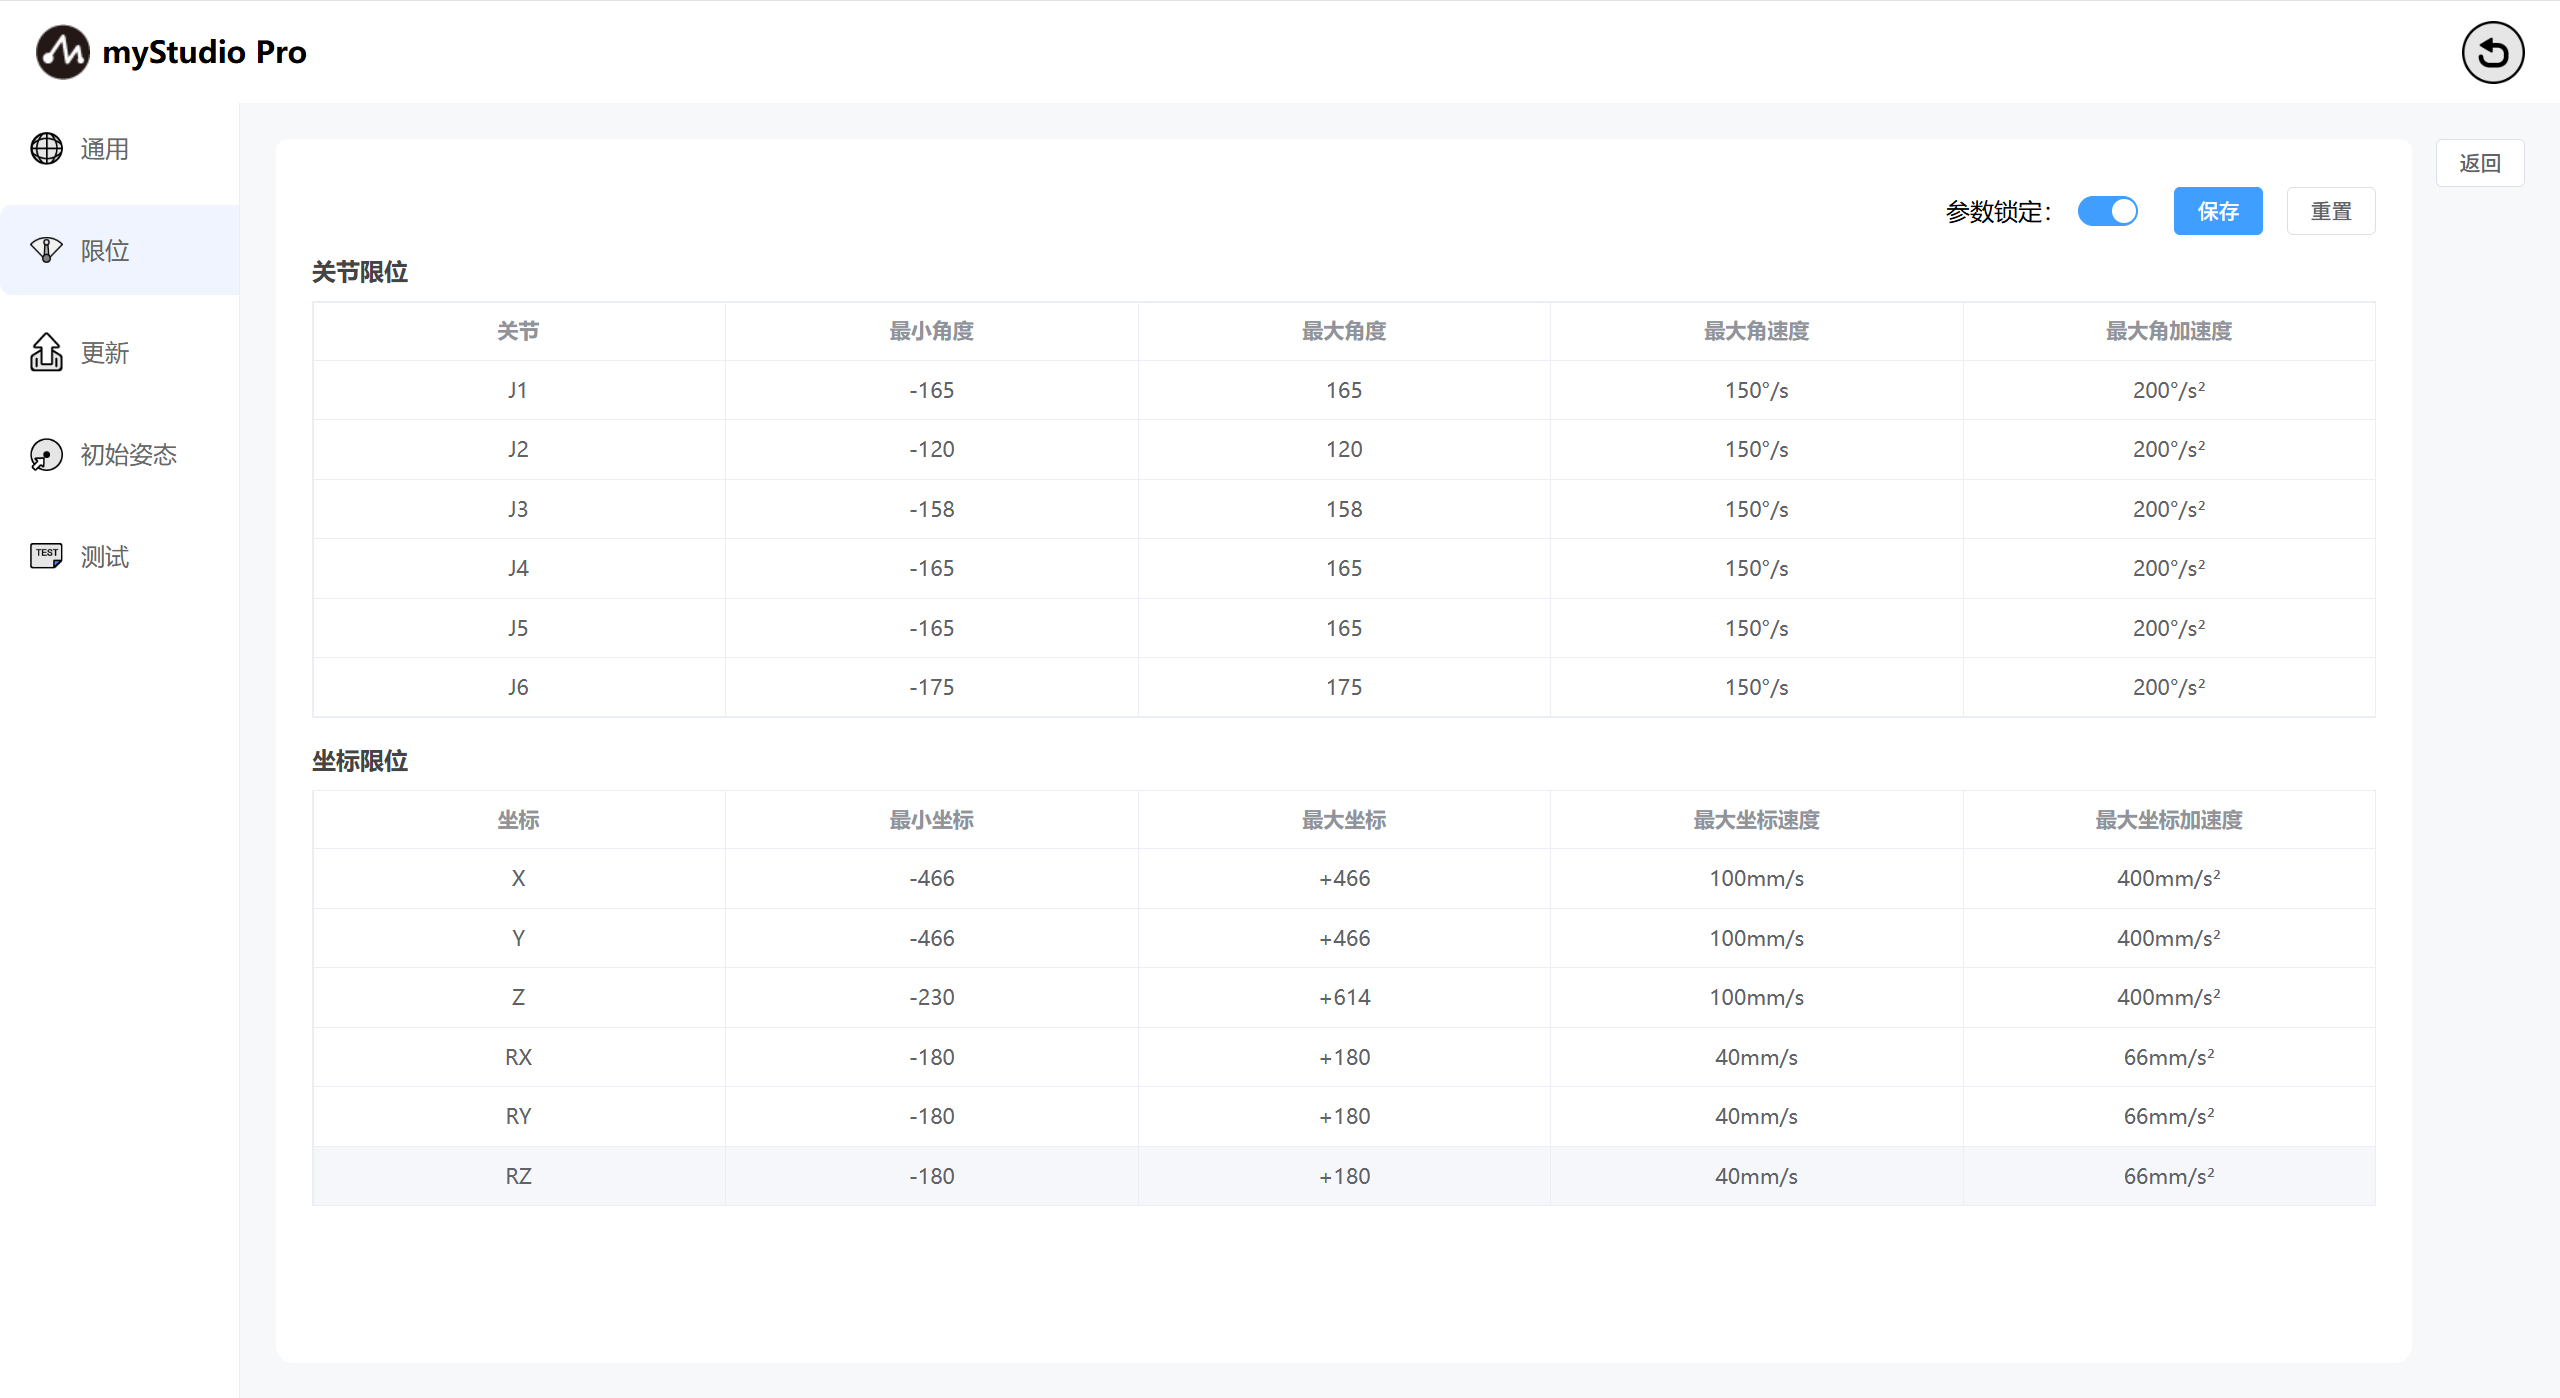 myStudio Pro
通用
限位
更新
初始姿态
TEST 测试
返回
参数锁定： 保存 重置
关节限位
关节 最小角度 最大角度 最大角速度 最大角加速度
J1 -165 165 150°/s 200°/s²
J2 -120 120 150°/s 200°/s²
J3 -158 158 150°/s 200°/s²
J4 -165 165 150°/s 200°/s²
J5 -165 165 150°/s 200°/s²
J6 -175 175 150°/s 200°/s²
坐标限位
坐标 最小坐标 最大坐标 最大坐标速度 最大坐标加速度
X -466 +466 100mm/s 400mm/s²
Y -466 +466 100mm/s 400mm/s²
Z -230 +614 100mm/s 400mm/s²
RX -180 +180 40mm/s 66mm/s²
RY -180 +180 40mm/s 66mm/s²
RZ -180 +180 40mm/s 66mm/s²